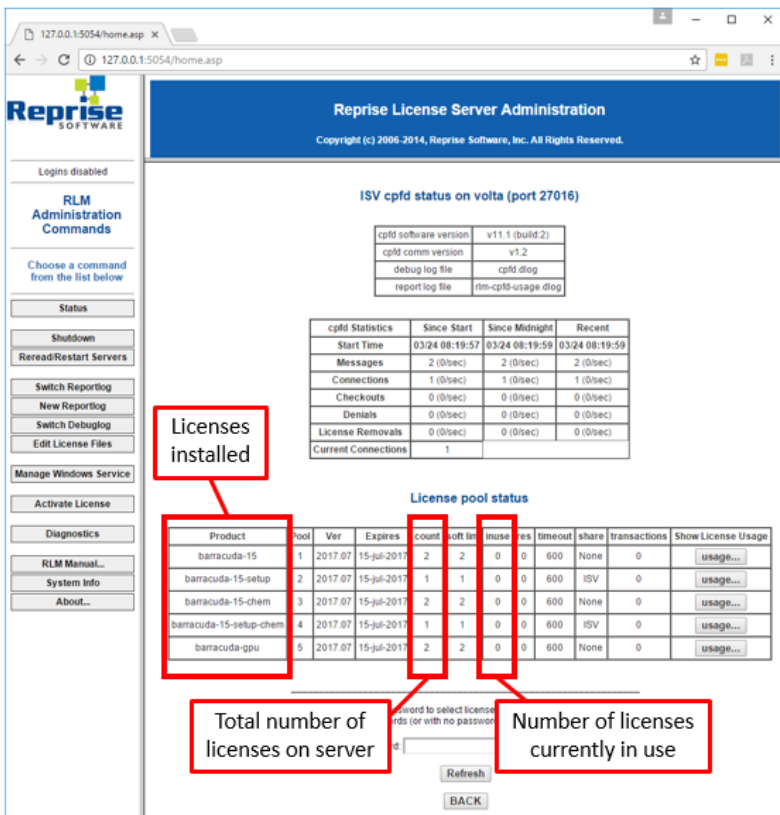 127.0.0.1:5054/home.asp
127.0.0.1:5054/home.asp
Reprise
SOFTWARE
Logins disabled
RLM
Administration
Commands
Choose a command
from the list below
Status
Shutdown
Reread/Restart Servers
Switch Reportlog
New Reportlog
Switch Debuglog
Edit License Files
Manage Windows Service
Activate License
Diagnostics
RLM Manual...
System Info
About...
Reprise License Server Administration
Copyright (c) 2006-2014, Reprise Software, Inc. All Rights Reserved.
ISV cpfd status on volta (port 27016)
cpfd software version v11.1 (build:2)
cpfd comm version v1.2
debug log file cpfd.dlog
report log file rlm-cpfd-usage.dlog
cpfd Statistics Since Start Since Midnight Recent
Start Time 03/24 08:19:57 03/24 08:19:59 03/24 08:19:59
Messages 2 (0/sec) 2 (0/sec) 2 (0/sec)
Connections 1 (0/sec) 1 (0/sec) 1 (0/sec)
Checkouts 0 (0/sec) 0 (0/sec) 0 (0/sec)
Denials 0 (0/sec) 0 (0/sec) 0 (0/sec)
License Removals 0 (0/sec) 0 (0/sec) 0 (0/sec)
Current Connections 1
Licenses
installed
License pool status
Product Pool Ver Expires count soft lim inuse res timeout share transactions Show License Usage
barracuda-15 1 2017.07 15-jul-2017 2 2 0 0 600 None 0 usage...
barracuda-15-setup 2 2017.07 15-jul-2017 1 1 0 0 600 ISV 0 usage...
barracuda-15-chem 3 2017.07 15-jul-2017 2 2 0 0 600 None 0 usage...
barracuda-15-setup-chem 4 2017.07 15-jul-2017 1 1 0 0 600 ISV 0 usage...
barracuda-gpu 5 2017.07 15-jul-2017 2 2 0 0 600 None 0 usage...
to select
(or with no
Total number of
licenses on server
Number of licenses
currently in use
Refresh
BACK